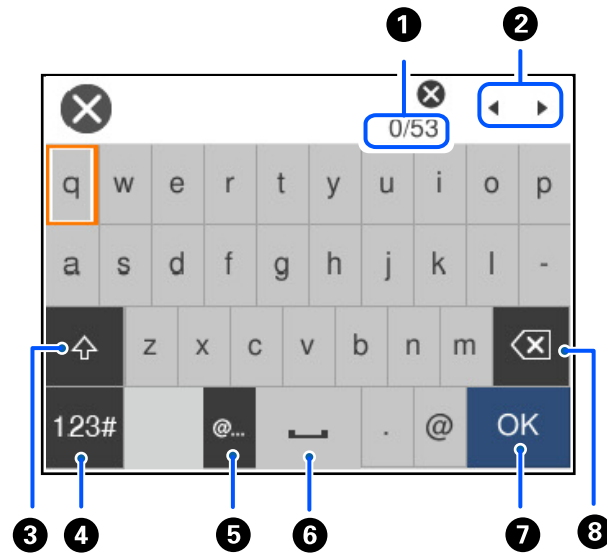 1 2
0/53
q w e r t y u i o p
a s d f g h j k l -
z x c v b n m
123# @... . @ OK
3 4 5 6 7 8